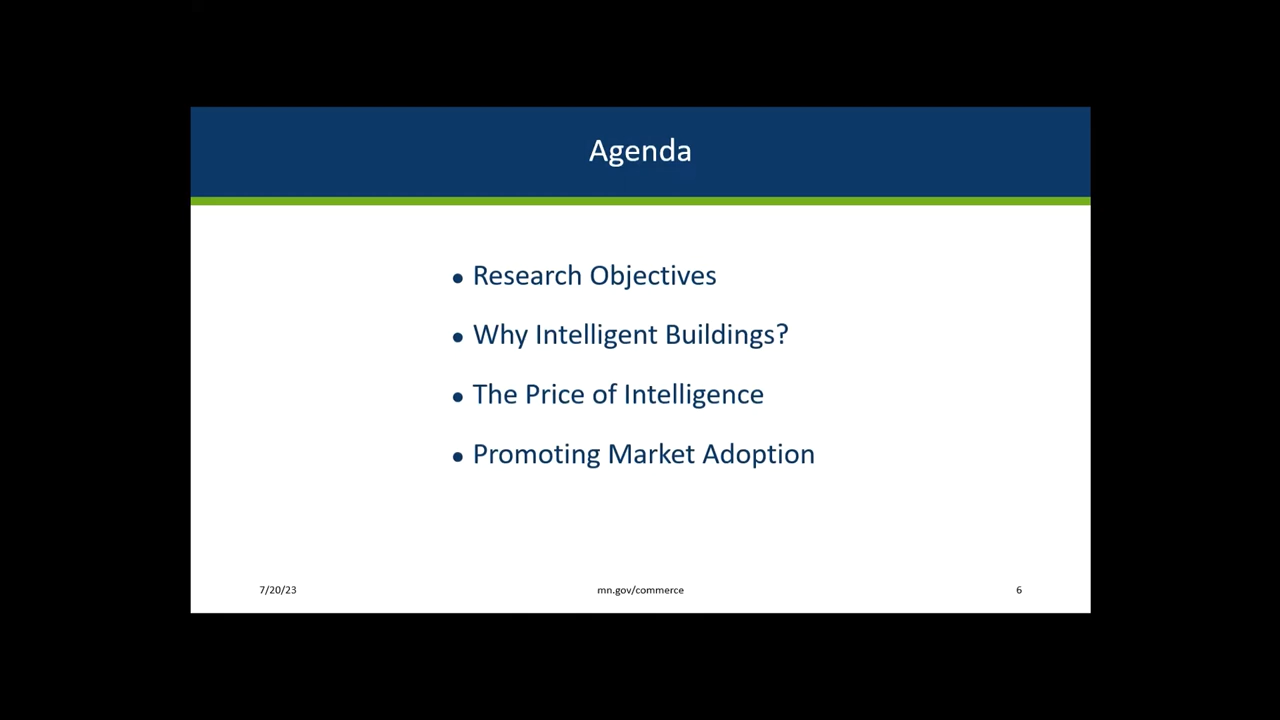 Agenda
• Research Objectives
• Why Intelligent Buildings?
• The Price of Intelligence
• Promoting Market Adoption
7/20/23
mn.gov/commerce
6